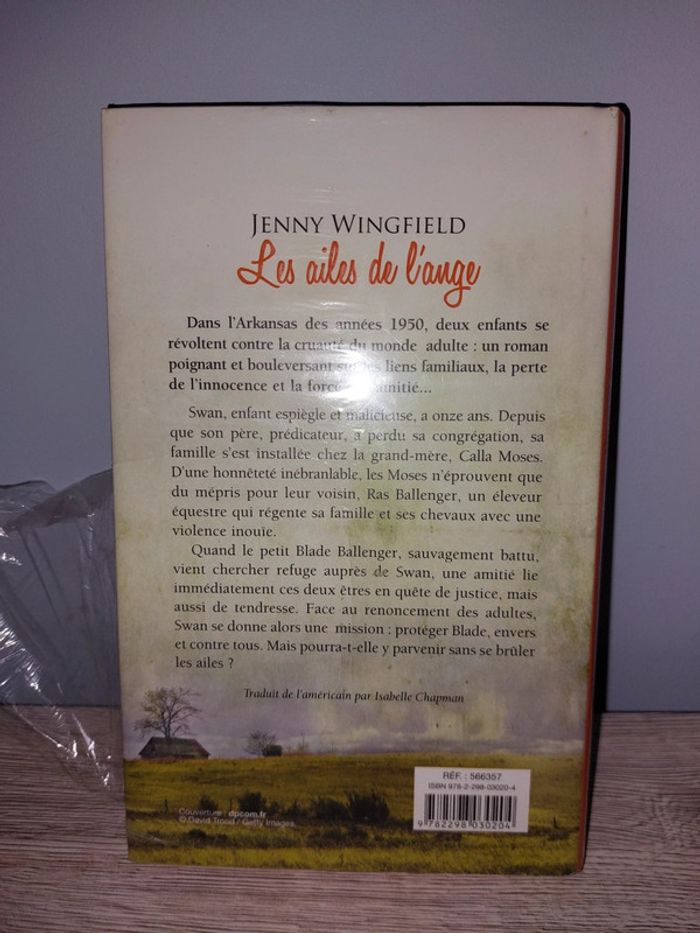 JENNY WINGFIELD
Les ailes de l'ange
Dans l'Arkansas des années 1950, deux enfants se
révoltent contre la cruauté du monde adulte : un roman
poignant et bouleversant sur les liens familiaux, la perte
de l'innocence et la force amitié...
Swan, enfant espiègle et malicieuse, a onze ans. Depuis
que son père, prédicateur, a perdu sa congrégation, sa
famille s'est installée chez la grand-mère, Calla Moses.
D'une honnêteté inébranlable, les Moses n'éprouvent que
du mépris pour leur voisin, Ras Ballenger, un éleveur
équestre qui régente sa famille et ses chevaux avec une
violence inouïe.
Quand le petit Blade Ballenger, sauvagement battu,
vient chercher refuge auprès de Swan, une amitié lie
immédiatement ces deux êtres en quête de justice, mais
aussi de tendresse. Face au renoncement des adultes,
Swan se donne alors une mission : protéger Blade, envers
et contre tous. Mais pourra-t-elle y parvenir sans se brûler
les ailes ?
Traduit de l'américain par Isabelle Chapman
RÉF. : 566357
ISBN 978-2-298-03020-4
9 782298 030204
Couverture : dpcom.fr
© David Trood / Getty Images